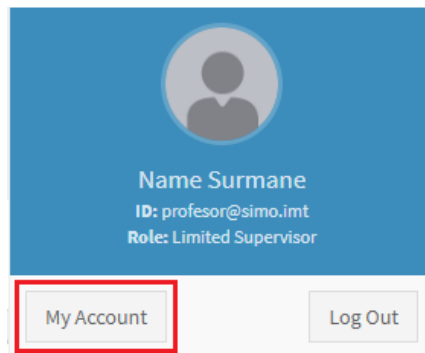 Name Surmane
ID: profesor@simo.imt
Role: Limited Supervisor
My Account
Log Out